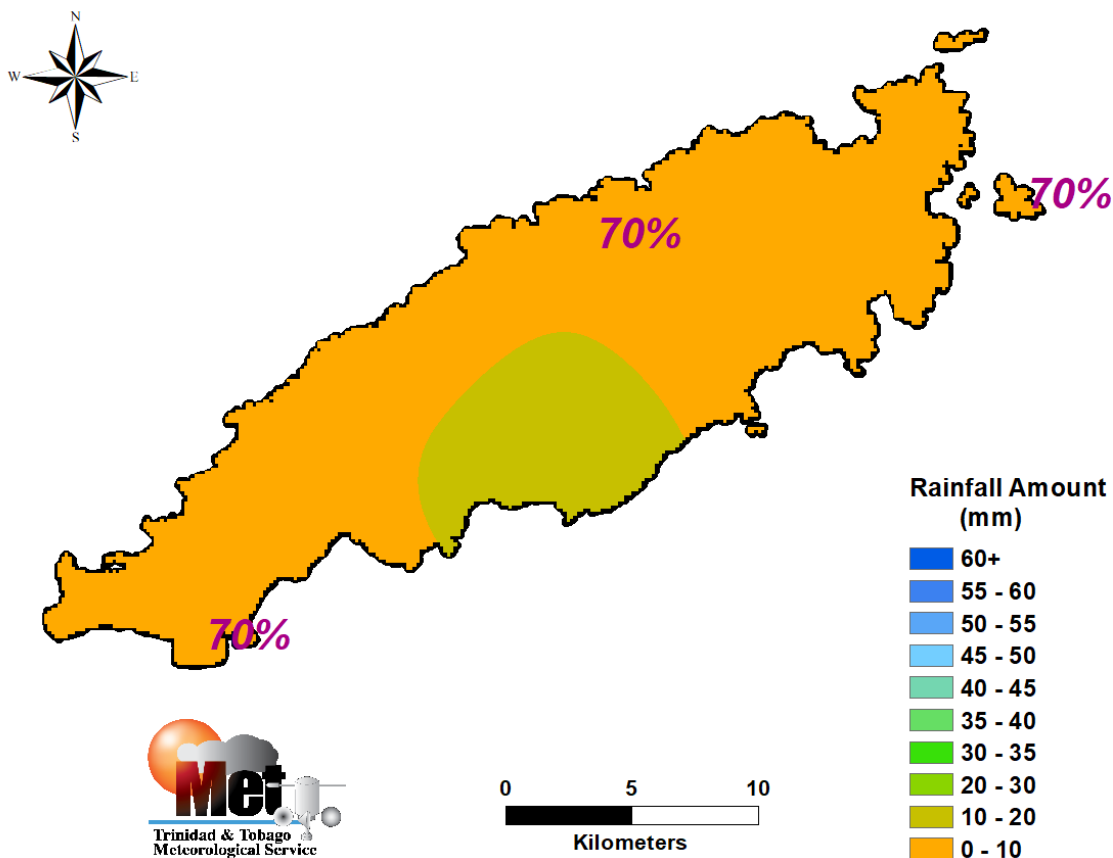 N
W E
S
70%
70%
70%
Rainfall Amount
(mm)
60+
55 - 60
50 - 55
45 - 50
40 - 45
35 - 40
30 - 35
20 - 30
10 - 20
0 - 10
Met
Trinidad & Tobago
Meteorological Service
0 5 10
Kilometers